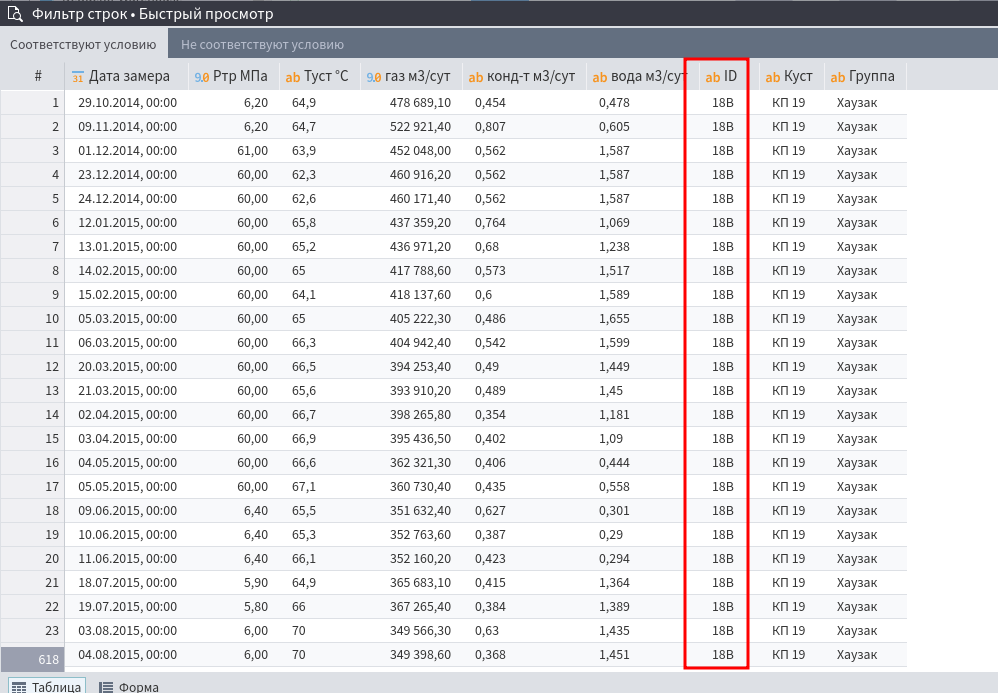 Фильтр строк • Быстрый просмотр
Соответствуют условию Не соответствуют условию
# 31 Дата замера 9.0 Ртр МПа ab Туст °С 9.0 газ м3/сут ab конд-т м3/сут ab вода м3/сут ab ID ab Куст ab Группа
1 29.10.2014, 00:00 6,20 64,9 478 689,10 0,454 0,478 18В КП 19 Хаузак
2 09.11.2014, 00:00 6,20 64,7 522 921,40 0,807 0,605 18В КП 19 Хаузак
3 01.12.2014, 00:00 61,00 63,9 452 048,00 0,562 1,587 18В КП 19 Хаузак
4 23.12.2014, 00:00 60,00 62,3 460 916,20 0,562 1,587 18В КП 19 Хаузак
5 24.12.2014, 00:00 60,00 62,6 460 171,40 0,562 1,587 18В КП 19 Хаузак
6 12.01.2015, 00:00 60,00 65,8 437 359,20 0,764 1,069 18В КП 19 Хаузак
7 13.01.2015, 00:00 60,00 65,2 436 971,20 0,68 1,238 18В КП 19 Хаузак
8 14.02.2015, 00:00 60,00 65 417 788,60 0,573 1,517 18В КП 19 Хаузак
9 15.02.2015, 00:00 60,00 64,1 418 137,60 0,6 1,589 18В КП 19 Хаузак
10 05.03.2015, 00:00 60,00 65 405 222,30 0,486 1,655 18В КП 19 Хаузак
11 06.03.2015, 00:00 60,00 66,3 404 942,40 0,542 1,599 18В КП 19 Хаузак
12 20.03.2015, 00:00 60,00 66,5 394 253,40 0,49 1,449 18В КП 19 Хаузак
13 21.03.2015, 00:00 60,00 65,6 393 910,20 0,489 1,45 18В КП 19 Хаузак
14 02.04.2015, 00:00 60,00 66,7 398 265,80 0,354 1,181 18В КП 19 Хаузак
15 03.04.2015, 00:00 60,00 66,9 395 436,50 0,402 1,09 18В КП 19 Хаузак
16 04.05.2015, 00:00 60,00 66,6 362 321,30 0,406 0,444 18В КП 19 Хаузак
17 05.05.2015, 00:00 60,00 67,1 360 730,40 0,435 0,558 18В КП 19 Хаузак
18 09.06.2015, 00:00 6,40 65,5 351 632,40 0,627 0,301 18В КП 19 Хаузак
19 10.06.2015, 00:00 6,40 65,3 352 763,60 0,387 0,29 18В КП 19 Хаузак
20 11.06.2015, 00:00 6,40 66,1 352 160,20 0,423 0,294 18В КП 19 Хаузак
21 18.07.2015, 00:00 5,90 64,9 365 683,10 0,415 1,364 18В КП 19 Хаузак
22 19.07.2015, 00:00 5,80 66 367 265,40 0,384 1,389 18В КП 19 Хаузак
23 03.08.2015, 00:00 6,00 70 349 566,30 0,63 1,435 18В КП 19 Хаузак
618 04.08.2015, 00:00 6,00 70 349 398,60 0,368 1,451 18В КП 19 Хаузак
Таблица Форма